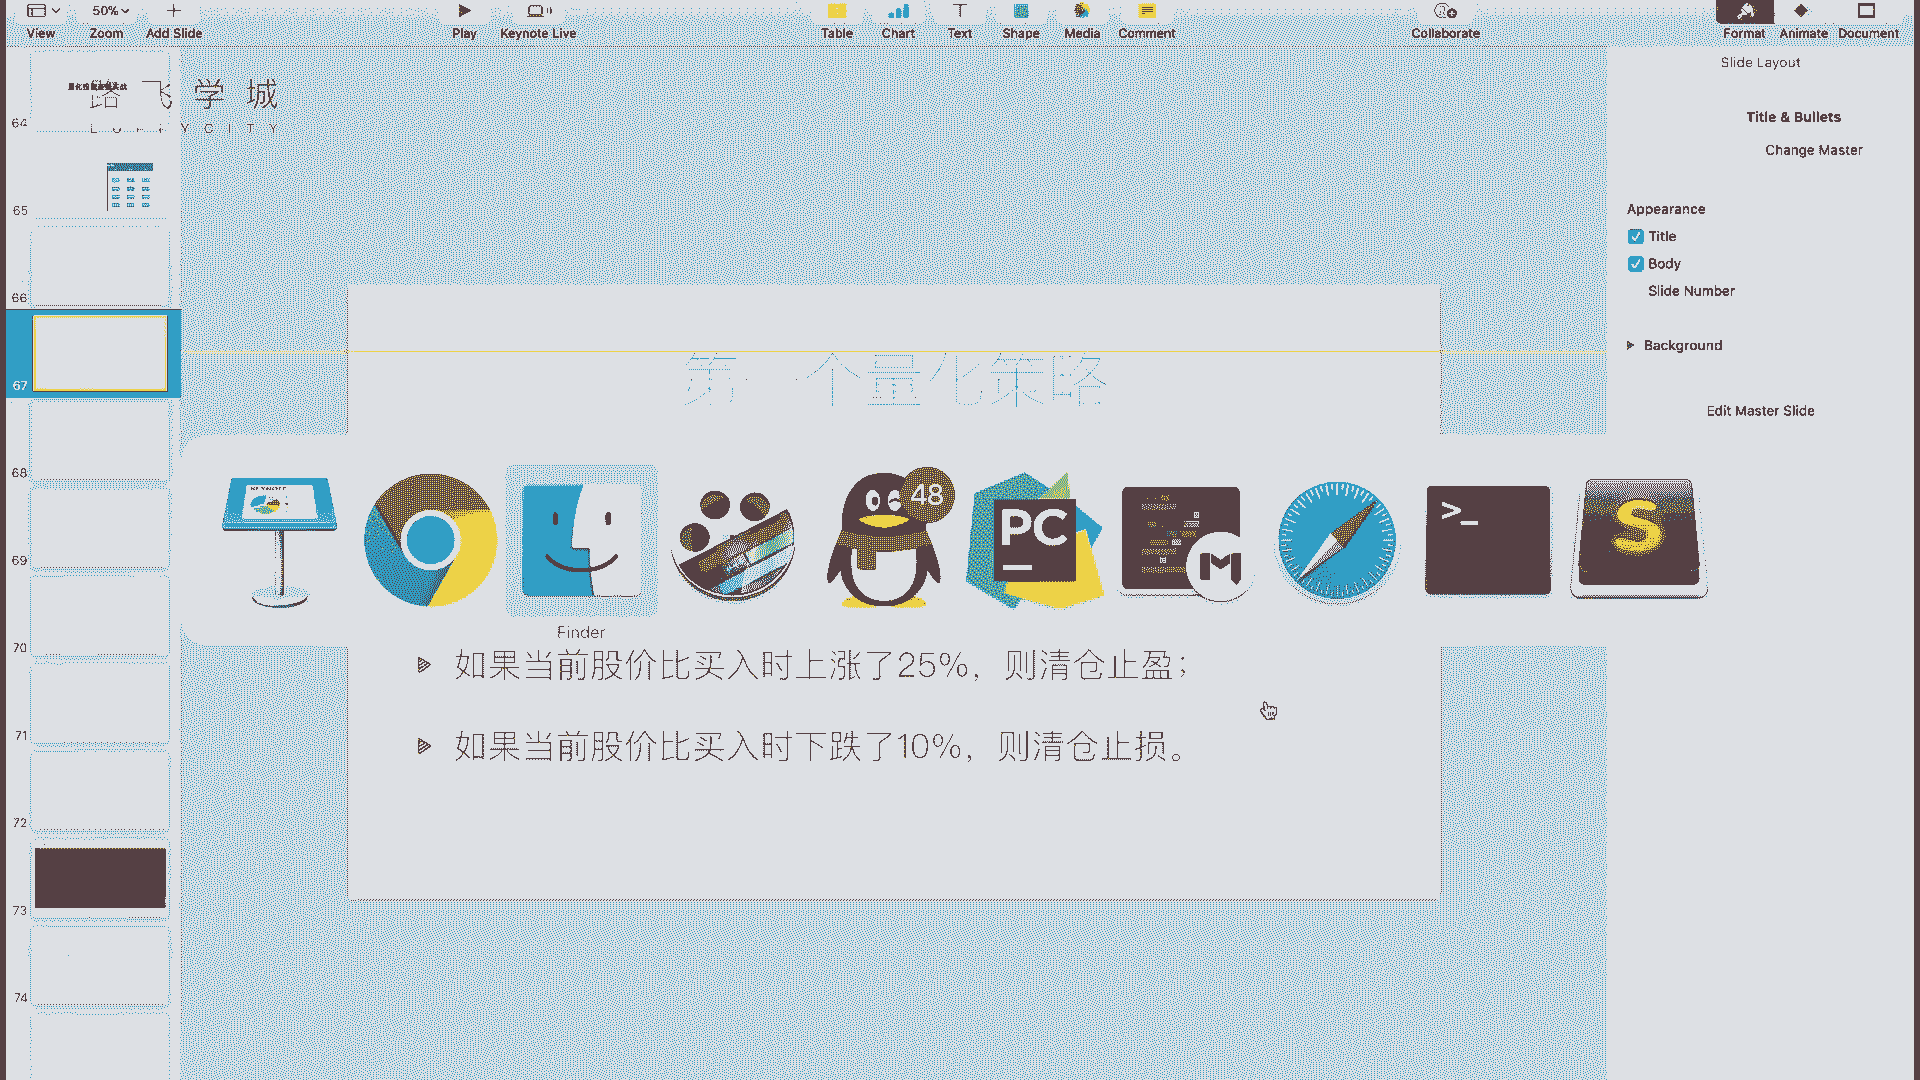 50%
View
Zoom
Add Slide
Play
Keynote Live
Table
Chart
Text
Shape
Media
Comment
Collaborate
Format
Animate
Document
飞学城
Slide Layout
Title & Bullets
Change Master
Appearance
Title
Body
Slide Number
Background
Edit Master Slide
64
65
66
67
68
69
70
71
72
73
74
第一个量化策略
48
PC
>_
S
Finder
如果当前股价比买入时上涨了25%，则清仓止盈；
如果当前股价比买入时下跌了10%，则清仓止损。